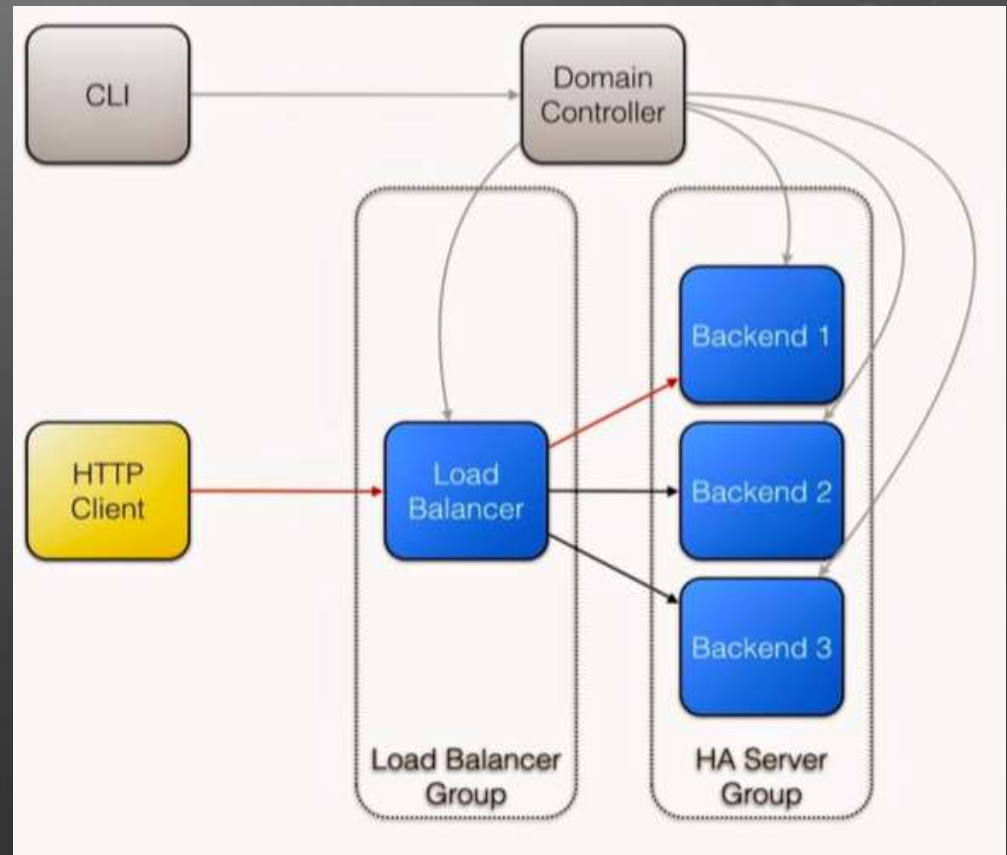 CLI
Domain
Controller
Backend 1
HTTP
Client
Load
Balancer
Backend 2
Backend 3
Load Balancer
Group
HA Server
Group